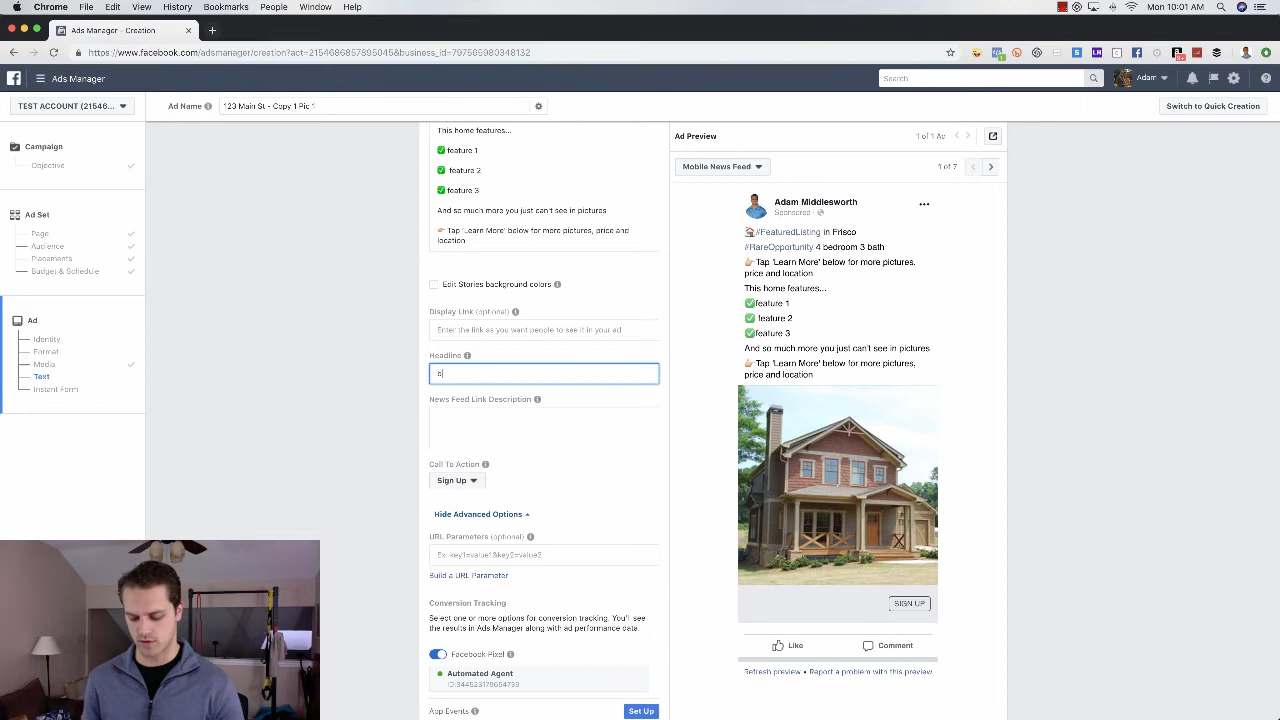 Chrome File Edit View History Bookmarks People Window Help
Mon 10:01 AM
Ads Manager - Creation
https://www.facebook.com/adsmanager/creation?act=2154686857895045&business_id=797565980348132
Ads Manager
Search
Adam
TEST ACCOUNT (21546...
Ad Name
123 Main St - Copy 1 Pic 1
Switch to Quick Creation
Campaign
Objective
Ad Set
Page
Audience
Placements
Budget & Schedule
Ad
Identity
Format
Media
Text
Instant Form
This home features...
✅ feature 1
✅ feature 2
✅ feature 3
And so much more you just can't see in pictures
👉🏻 Tap 'Learn More' below for more pictures, price and
location
Edit Stories background colors
Display Link (optional)
Enter the link as you want people to see it in your ad
Headline
6
News Feed Link Description
Call To Action
Sign Up
Hide Advanced Options
URL Parameters (optional)
Ex: key1=value1&key2=value2
Build a URL Parameter
Conversion Tracking
Select one or more options for conversion tracking. You'll see
the results in Ads Manager along with ad performance data.
Facebook Pixel
Automated Agent
ID:344523179654739
App Events
Set Up
Ad Preview
1 of 1 Ad
Mobile News Feed
1 of 7
Adam Middlesworth
Sponsored ·
🏠#FeaturedListing in Frisco
#RareOpportunity 4 bedroom 3 bath
👉🏻Tap 'Learn More' below for more pictures,
price and location
This home features...
✅feature 1
✅ feature 2
✅feature 3
And so much more you just can't see in pictures
👉🏻Tap 'Learn More' below for more pictures,
price and location
SIGN UP
Like
Comment
Refresh preview • Report a problem with this preview